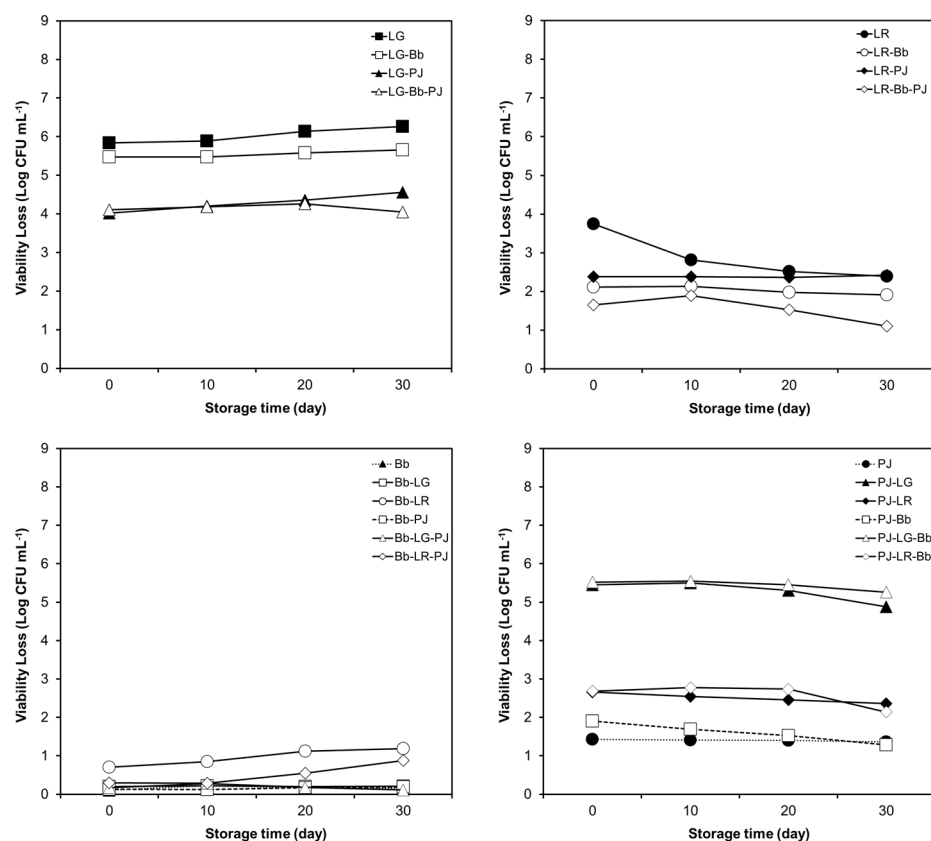 Viability Loss (Log CFU mL-1)
9
8
7
6
5
4
3
2
1
0
LG
LG-Bb
LG-PJ
LG-Bb-PJ
0 10 20 30
Storage time (day)
Viability Loss (Log CFU mL-1)
9
8
7
6
5
4
3
2
1
0
LR
LR-Bb
LR-PJ
LR-Bb-PJ
0 10 20 30
Storage time (day)
Viability Loss (Log CFU mL-1)
9
8
7
6
5
4
3
2
1
0
Bb
Bb-LG
Bb-LR
Bb-PJ
Bb-LG-PJ
Bb-LR-PJ
0 10 20 30
Storage time (day)
Viability Loss (Log CFU mL-1)
9
8
7
6
5
4
3
2
1
0
PJ
PJ-LG
PJ-LR
PJ-Bb
PJ-LG-Bb
PJ-LR-Bb
0 10 20 30
Storage time (day)